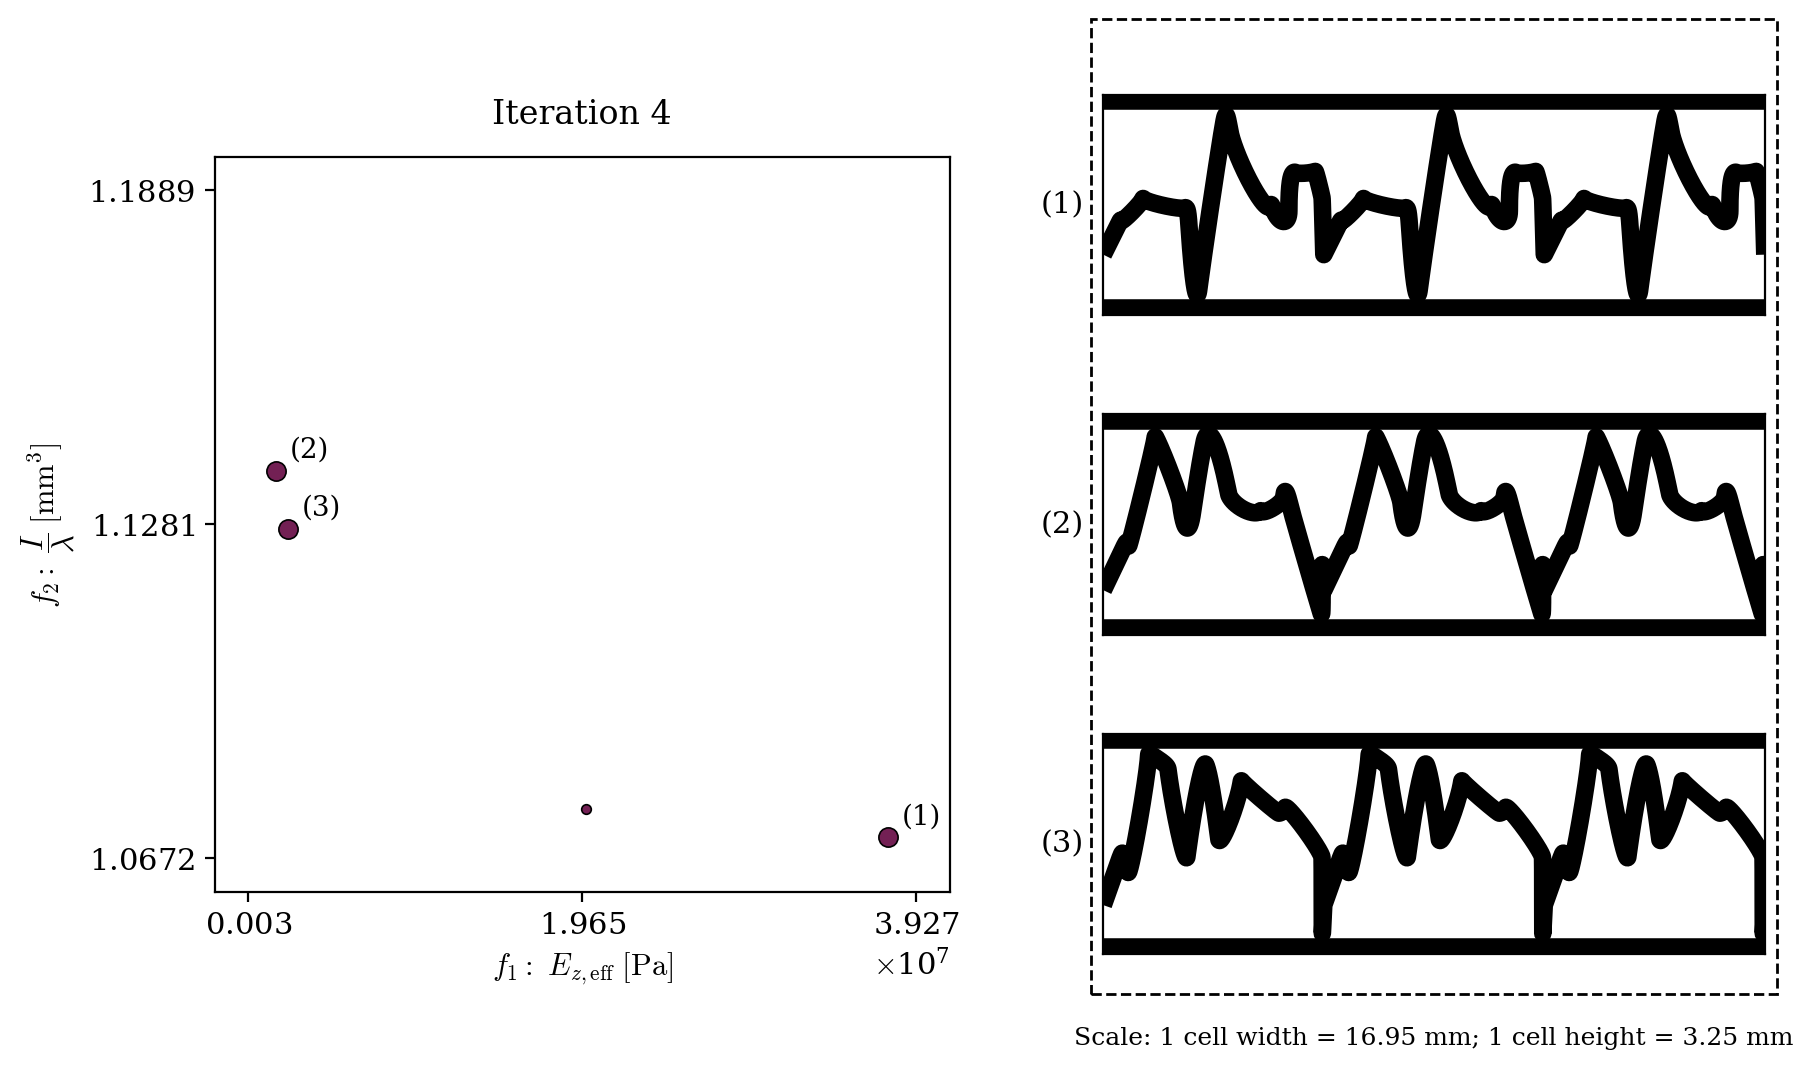 Iteration 4
1.1889
1.1281
1.0672
f₂ : I/λ [mm³]
(2)
(3)
(1)
0.003 1.965 3.927
×10⁷
f₁ : E_z,eff [Pa]
(1)
(2)
(3)
Scale: 1 cell width = 16.95 mm; 1 cell height = 3.25 mm